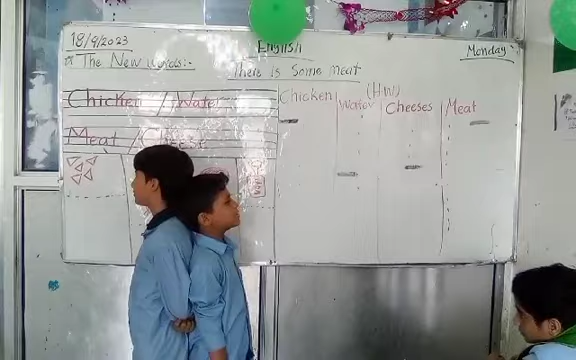 18/9/2023
English
Monday
The New words:-
There is Some meat
(HW)
Chicken / Water
Meat / Cheese
Chicken
Water
Cheeses
Meat